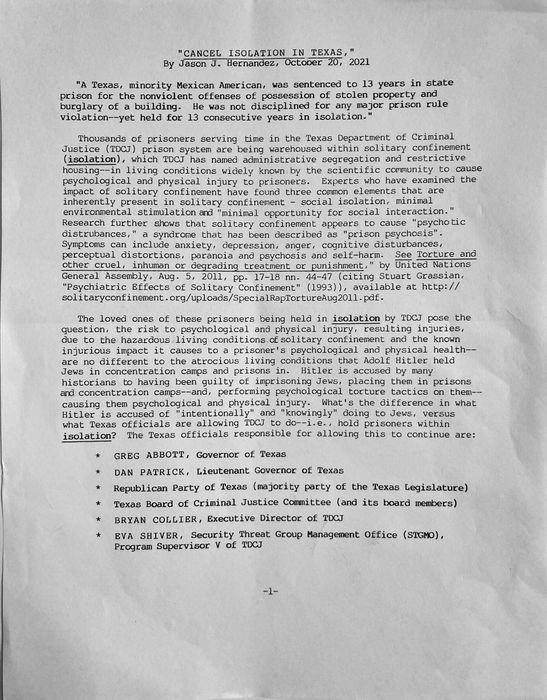 "CANCEL ISOLATION IN TEXAS,"
By Jason J. Hernandez, October 20, 2021
"A Texas, minority Mexican American, was sentenced to 13 years in state
prison for the nonviolent offenses of possession of stolen property and
burglary of a building. He was not disciplined for any major prison rule
violation--yet held for 13 consecutive years in isolation."
Thousands of prisoners serving time in the Texas Department of Criminal
Justice (TDCJ) prison system are being warehoused within solitary confinement
(isolation), which TDCJ has named administrative segregation and restrictive
housing--in living conditions widely known by the scientific community to cause
psychological and physical injury to prisoners. Experts who have examined the
impact of solitary confinement have found three common elements that are
inherently present in solitary confinement - social isolation, minimal
environmental stimulation and "minimal opportunity for social interaction."
Research further shows that solitary confinement appears to cause "psychotic
distrubances," a syndrome that has been described as "prison psychosis".
Symptoms can include anxiety, depression, anger, cognitive disturbances,
perceptual distortions, paranoia and psychosis and self-harm. See Torture and
other cruel, inhuman or degrading treatment or punishment," by United Nations
General Assembly, Aug. 5, 2011, pp. 17-18 nn. 44-47 (citing Stuart Grassian,
"Psychiatric Effects of Solitary Confinement" (1993)), available at http://
solitaryconfinement.org/uploads/SpecialRapTortureAug2011.pdf.
The loved ones of these prisoners being held in isolation by TDCJ pose the
question, the risk to psychological and physical injury, resulting injuries,
due to the hazardous living conditions of solitary confinement and the known
injurious impact it causes to a prisoner's psychological and physical health--
are no different to the atrocious living conditions that Adolf Hitler held
Jews in concentration camps and prisons in. Hitler is accused by many
historians to having been guilty of imprisoning Jews, placing them in prisons
and concentration camps--and, performing psychological torture tactics on them--
causing them psychological and physical injury. What's the difference in what
Hitler is accused of "intentionally" and "knowingly" doing to Jews, versus
what Texas officials are allowing TDCJ to do--i.e., hold prisoners within
isolation? The Texas officials responsible for allowing this to continue are:
* GREG ABBOTT, Governor of Texas
* DAN PATRICK, Lieutenant Governor of Texas
* Republican Party of Texas (majority party of the Texas Legislature)
* Texas Board of Criminal Justice Committee (and its board members)
* BRYAN COLLIER, Executive Director of TDCJ
* EVA SHIVER, Security Threat Group Management Office (STGMO),
Program Supervisor V of TDCJ
-1-